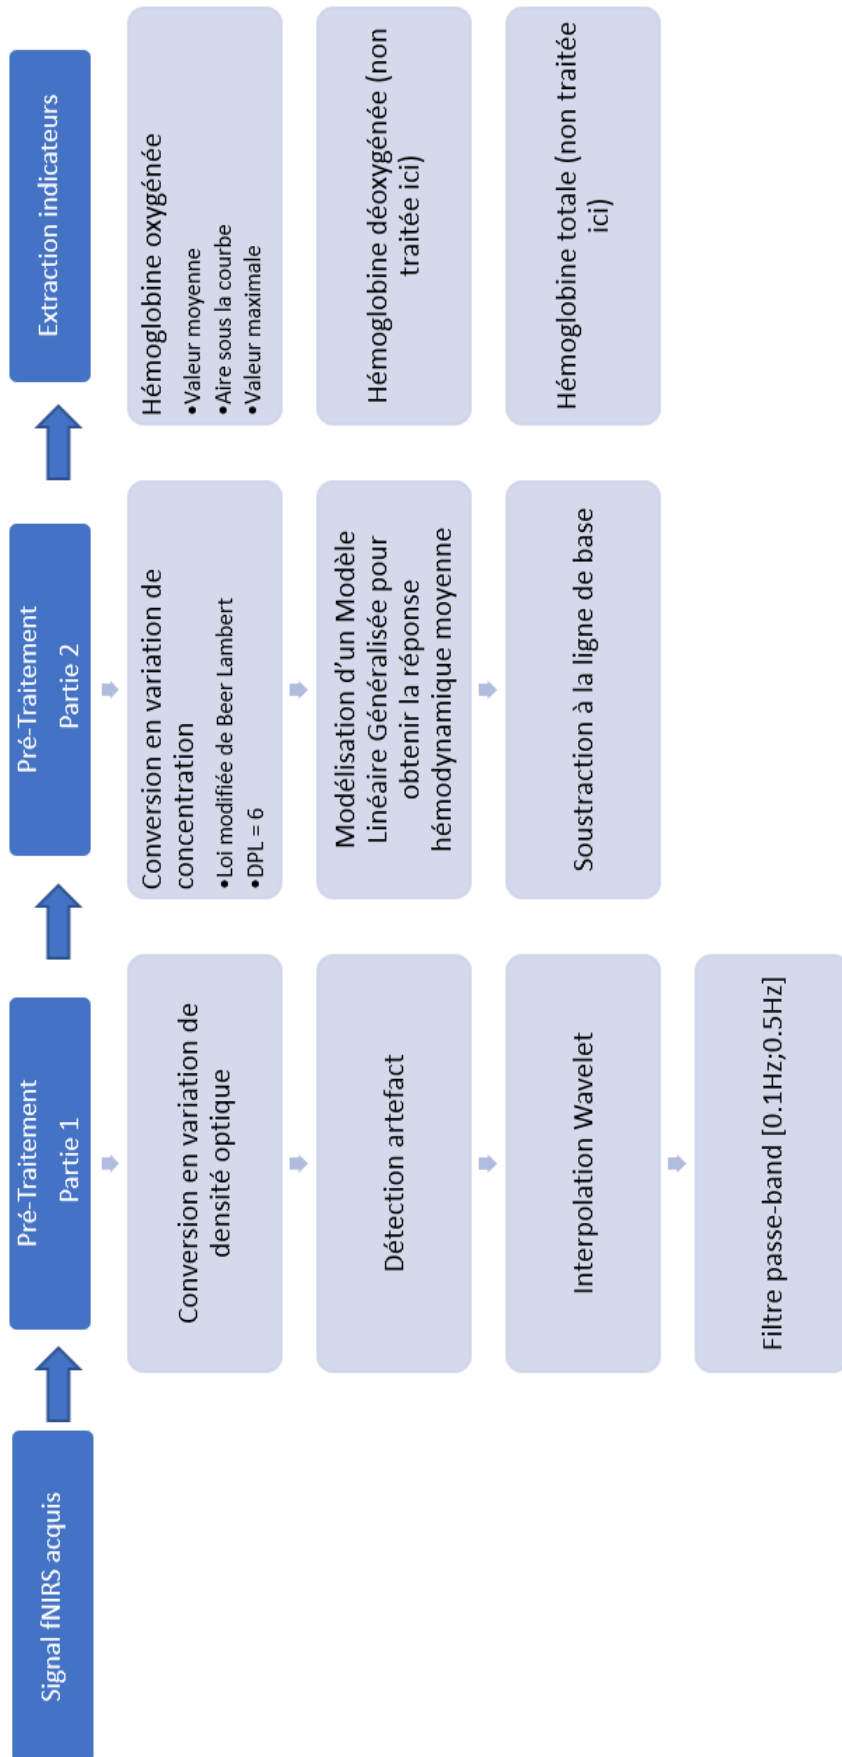 Signal fNIRS acquis
Pré-Traitement
Partie 1
Conversion en variation de
densité optique
Détection artefact
Interpolation Wavelet
Filtre passe-band [0.1Hz;0.5Hz]
Pré-Traitement
Partie 2
Conversion en variation de
concentration
•Loi modifiée de Beer Lambert
•DPL = 6
Modélisation d'un Modèle
Linéaire Généralisée pour
obtenir la réponse
hémodynamique moyenne
Soustraction à la ligne de base
Extraction indicateurs
Hémoglobine oxygénée
•Valeur moyenne
•Aire sous la courbe
•Valeur maximale
Hémoglobine déoxygénée (non
traitée ici)
Hémoglobine totale (non traitée
ici)